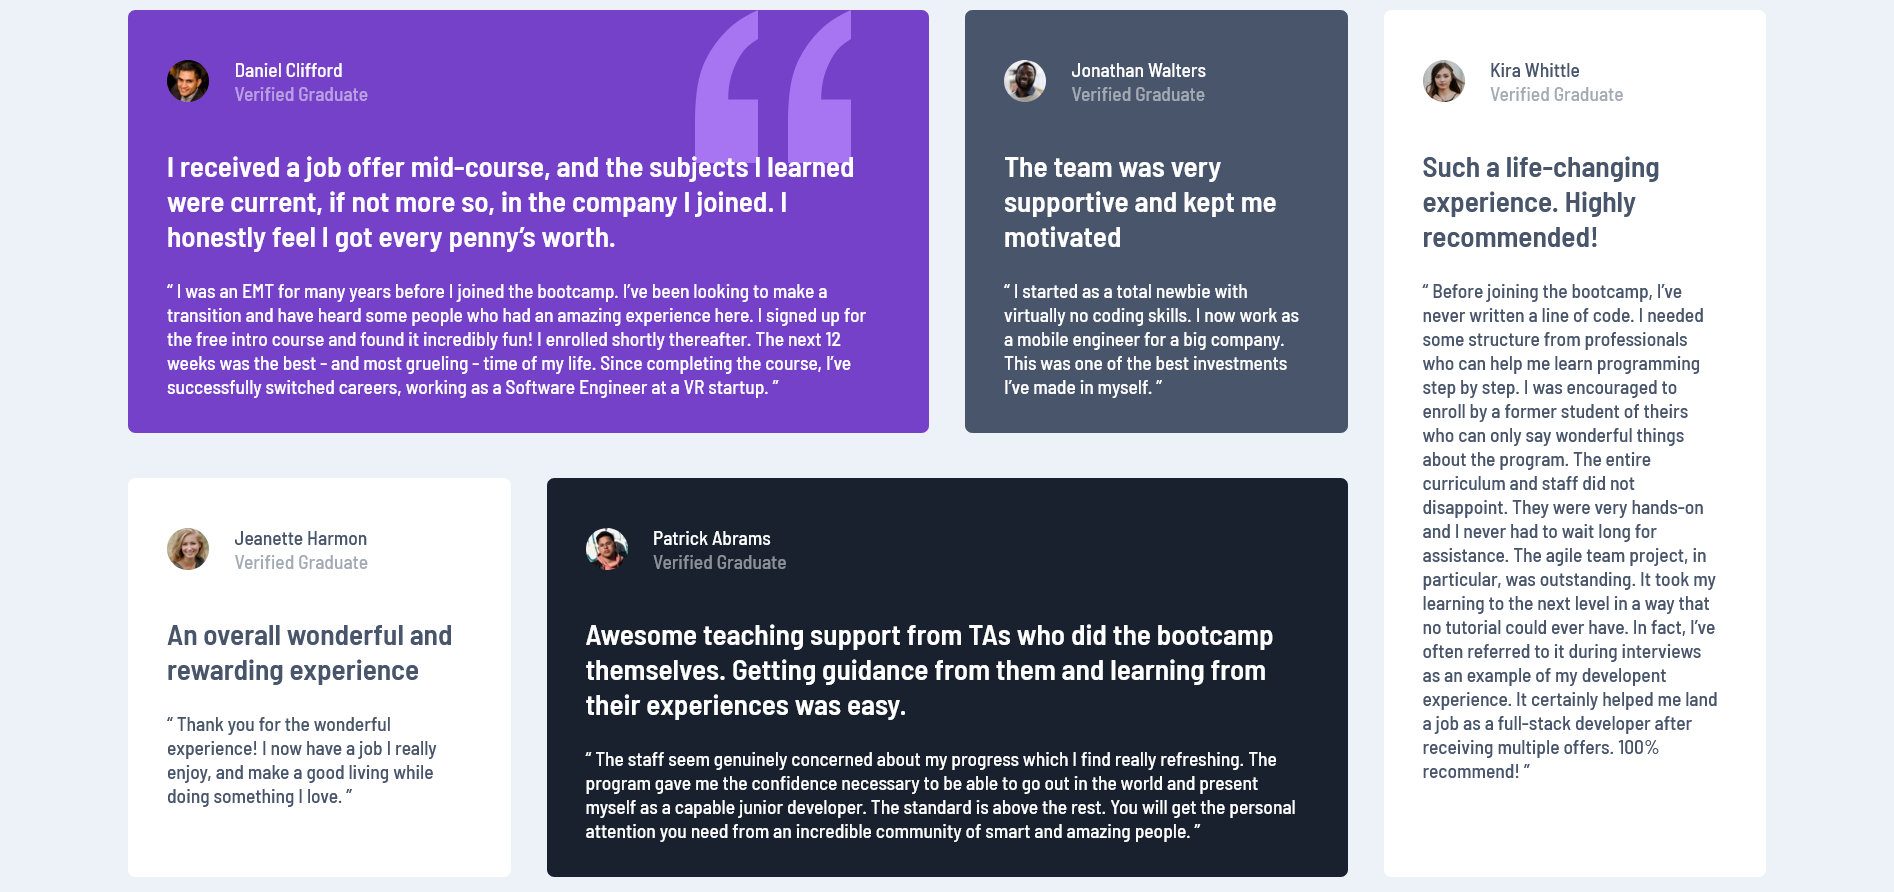 Daniel Clifford
Verified Graduate
I received a job offer mid-course, and the subjects I learned
were current, if not more so, in the company I joined. I
honestly feel I got every penny’s worth.
“ I was an EMT for many years before I joined the bootcamp. I’ve been looking to make a
transition and have heard some people who had an amazing experience here. I signed up for
the free intro course and found it incredibly fun! I enrolled shortly thereafter. The next 12
weeks was the best - and most grueling - time of my life. Since completing the course, I’ve
successfully switched careers, working as a Software Engineer at a VR startup. ”
Jonathan Walters
Verified Graduate
The team was very
supportive and kept me
motivated
“ I started as a total newbie with
virtually no coding skills. I now work as
a mobile engineer for a big company.
This was one of the best investments
I’ve made in myself. ”
Kira Whittle
Verified Graduate
Such a life-changing
experience. Highly
recommended!
“ Before joining the bootcamp, I’ve
never written a line of code. I needed
some structure from professionals
who can help me learn programming
step by step. I was encouraged to
enroll by a former student of theirs
who can only say wonderful things
about the program. The entire
curriculum and staff did not
disappoint. They were very hands-on
and I never had to wait long for
assistance. The agile team project, in
particular, was outstanding. It took my
learning to the next level in a way that
no tutorial could ever have. In fact, I’ve
often referred to it during interviews
as an example of my developent
experience. It certainly helped me land
a job as a full-stack developer after
receiving multiple offers. 100%
recommend! ”
Jeanette Harmon
Verified Graduate
An overall wonderful and
rewarding experience
“ Thank you for the wonderful
experience! I now have a job I really
enjoy, and make a good living while
doing something I love. ”
Patrick Abrams
Verified Graduate
Awesome teaching support from TAs who did the bootcamp
themselves. Getting guidance from them and learning from
their experiences was easy.
“ The staff seem genuinely concerned about my progress which I find really refreshing. The
program gave me the confidence necessary to be able to go out in the world and present
myself as a capable junior developer. The standard is above the rest. You will get the personal
attention you need from an incredible community of smart and amazing people. ”